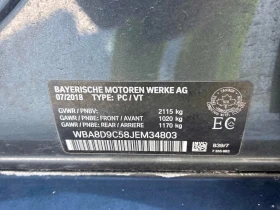 BAYERISCHE MOTOREN WERKE AG
07/2018 TYPE: PC / VT
GVWR / PNBV: 2115 kg
GAWR FRONT / PNBE AVANT: 1020 kg
GAWR REAR / PNBE ARRIERE: 1170 kg
WBA8D9C58JEM34803
EC